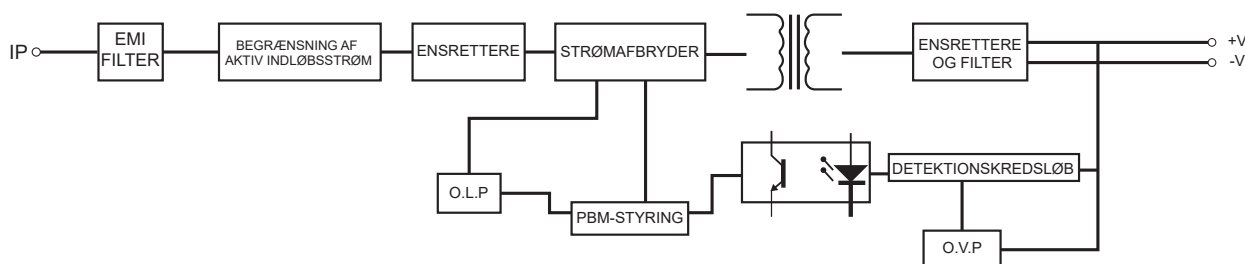 IP
EMI
FILTER
BEGRÆNSNING AF
AKTIV INDLØBSSTRØM
ENSRETTERE
STRØMAFBRYDER
ENSRETTERE
OG FILTER
+V
-V
O.L.P
PBM-STYRING
DETEKTIONSKREDSLØB
O.V.P